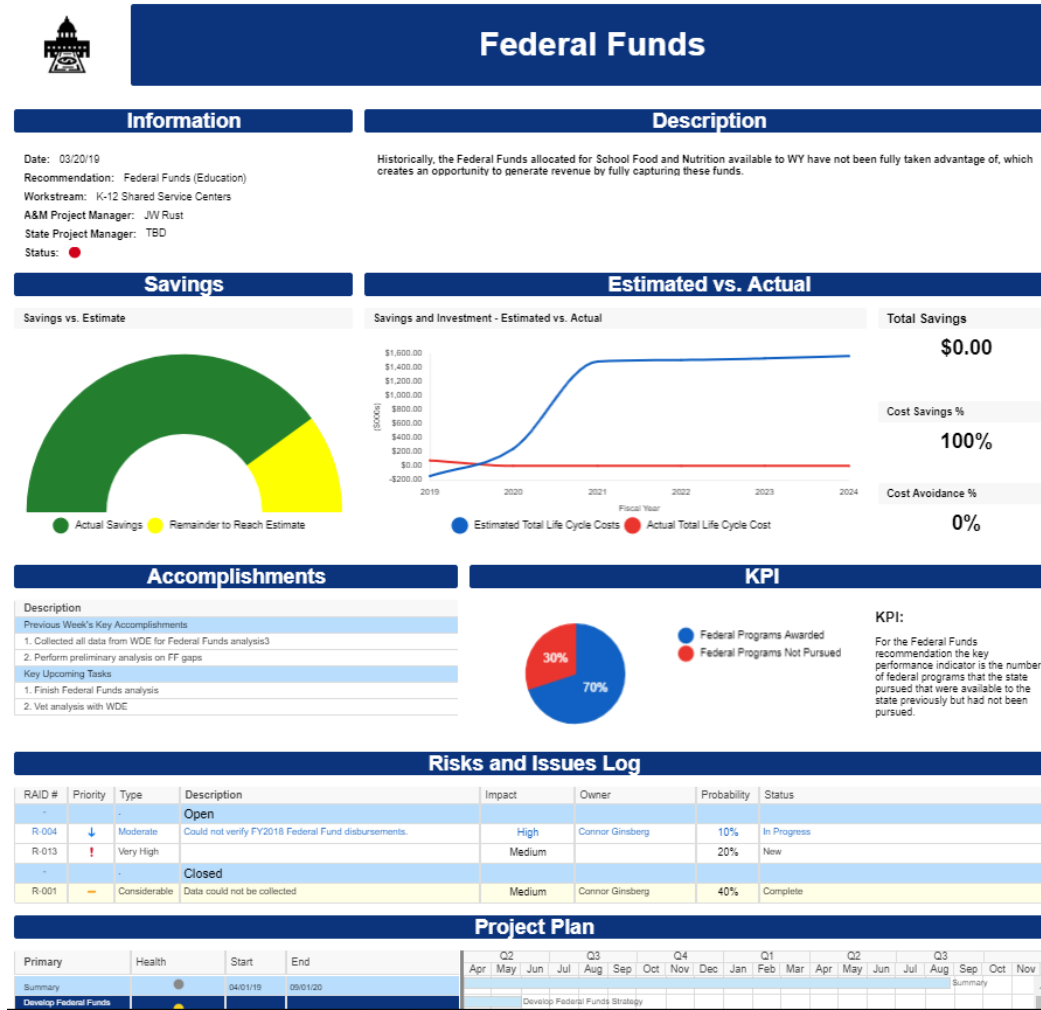 Federal Funds
Information
Description
Date: 03/20/19
Recommendation: Federal Funds (Education)
Workstream: K-12 Shared Service Centers
A&M Project Manager: JW Rust
State Project Manager: TBD
Status:
Historically, the Federal Funds allocated for School Food and Nutrition available to WY have not been fully taken advantage of, which
creates an opportunity to generate revenue by fully capturing these funds.
Savings
Estimated vs. Actual
Savings vs. Estimate
Actual Savings Remainder to Reach Estimate
Savings and Investment - Estimated vs. Actual
$1,600.00
$1,400.00
$1,200.00
$1,000.00
$800.00
$600.00
$400.00
$200.00
$0.00
-$200.00
($000s)
2019 2020 2021 2022 2023 2024
Fiscal Year
Estimated Total Life Cycle Costs Actual Total Life Cycle Cost
Total Savings
$0.00
Cost Savings %
100%
Cost Avoidance %
0%
Accomplishments
Description
Previous Week's Key Accomplishments
1. Collected all data from WDE for Federal Funds analysis3
2. Perform preliminary analysis on FF gaps
Key Upcoming Tasks
1. Finish Federal Funds analysis
2. Vet analysis with WDE
KPI
30%
70%
Federal Programs Awarded
Federal Programs Not Pursued
KPI:
For the Federal Funds
recommendation the key
performance indicator is the number
of federal programs that the state
pursued that were available to the
state previously but had not been
pursued.
Risks and Issues Log
RAID # Priority Type Description Impact Owner Probability Status
- - Open
R-004 Moderate Could not verify FY2018 Federal Fund disbursements. High Connor Ginsberg 10% In Progress
R-013 Very High Medium 20% New
- - Closed
R-001 Considerable Data could not be collected Medium Connor Ginsberg 40% Complete
Project Plan
Primary Health Start End
Q2 Q3 Q4 Q1 Q2 Q3
Apr May Jun Jul Aug Sep Oct Nov Dec Jan Feb Mar Apr May Jun Jul Aug Sep Oct Nov
Summary 04/01/19 09/01/20 Summary
Develop Federal Funds Develop Federal Funds Strategy